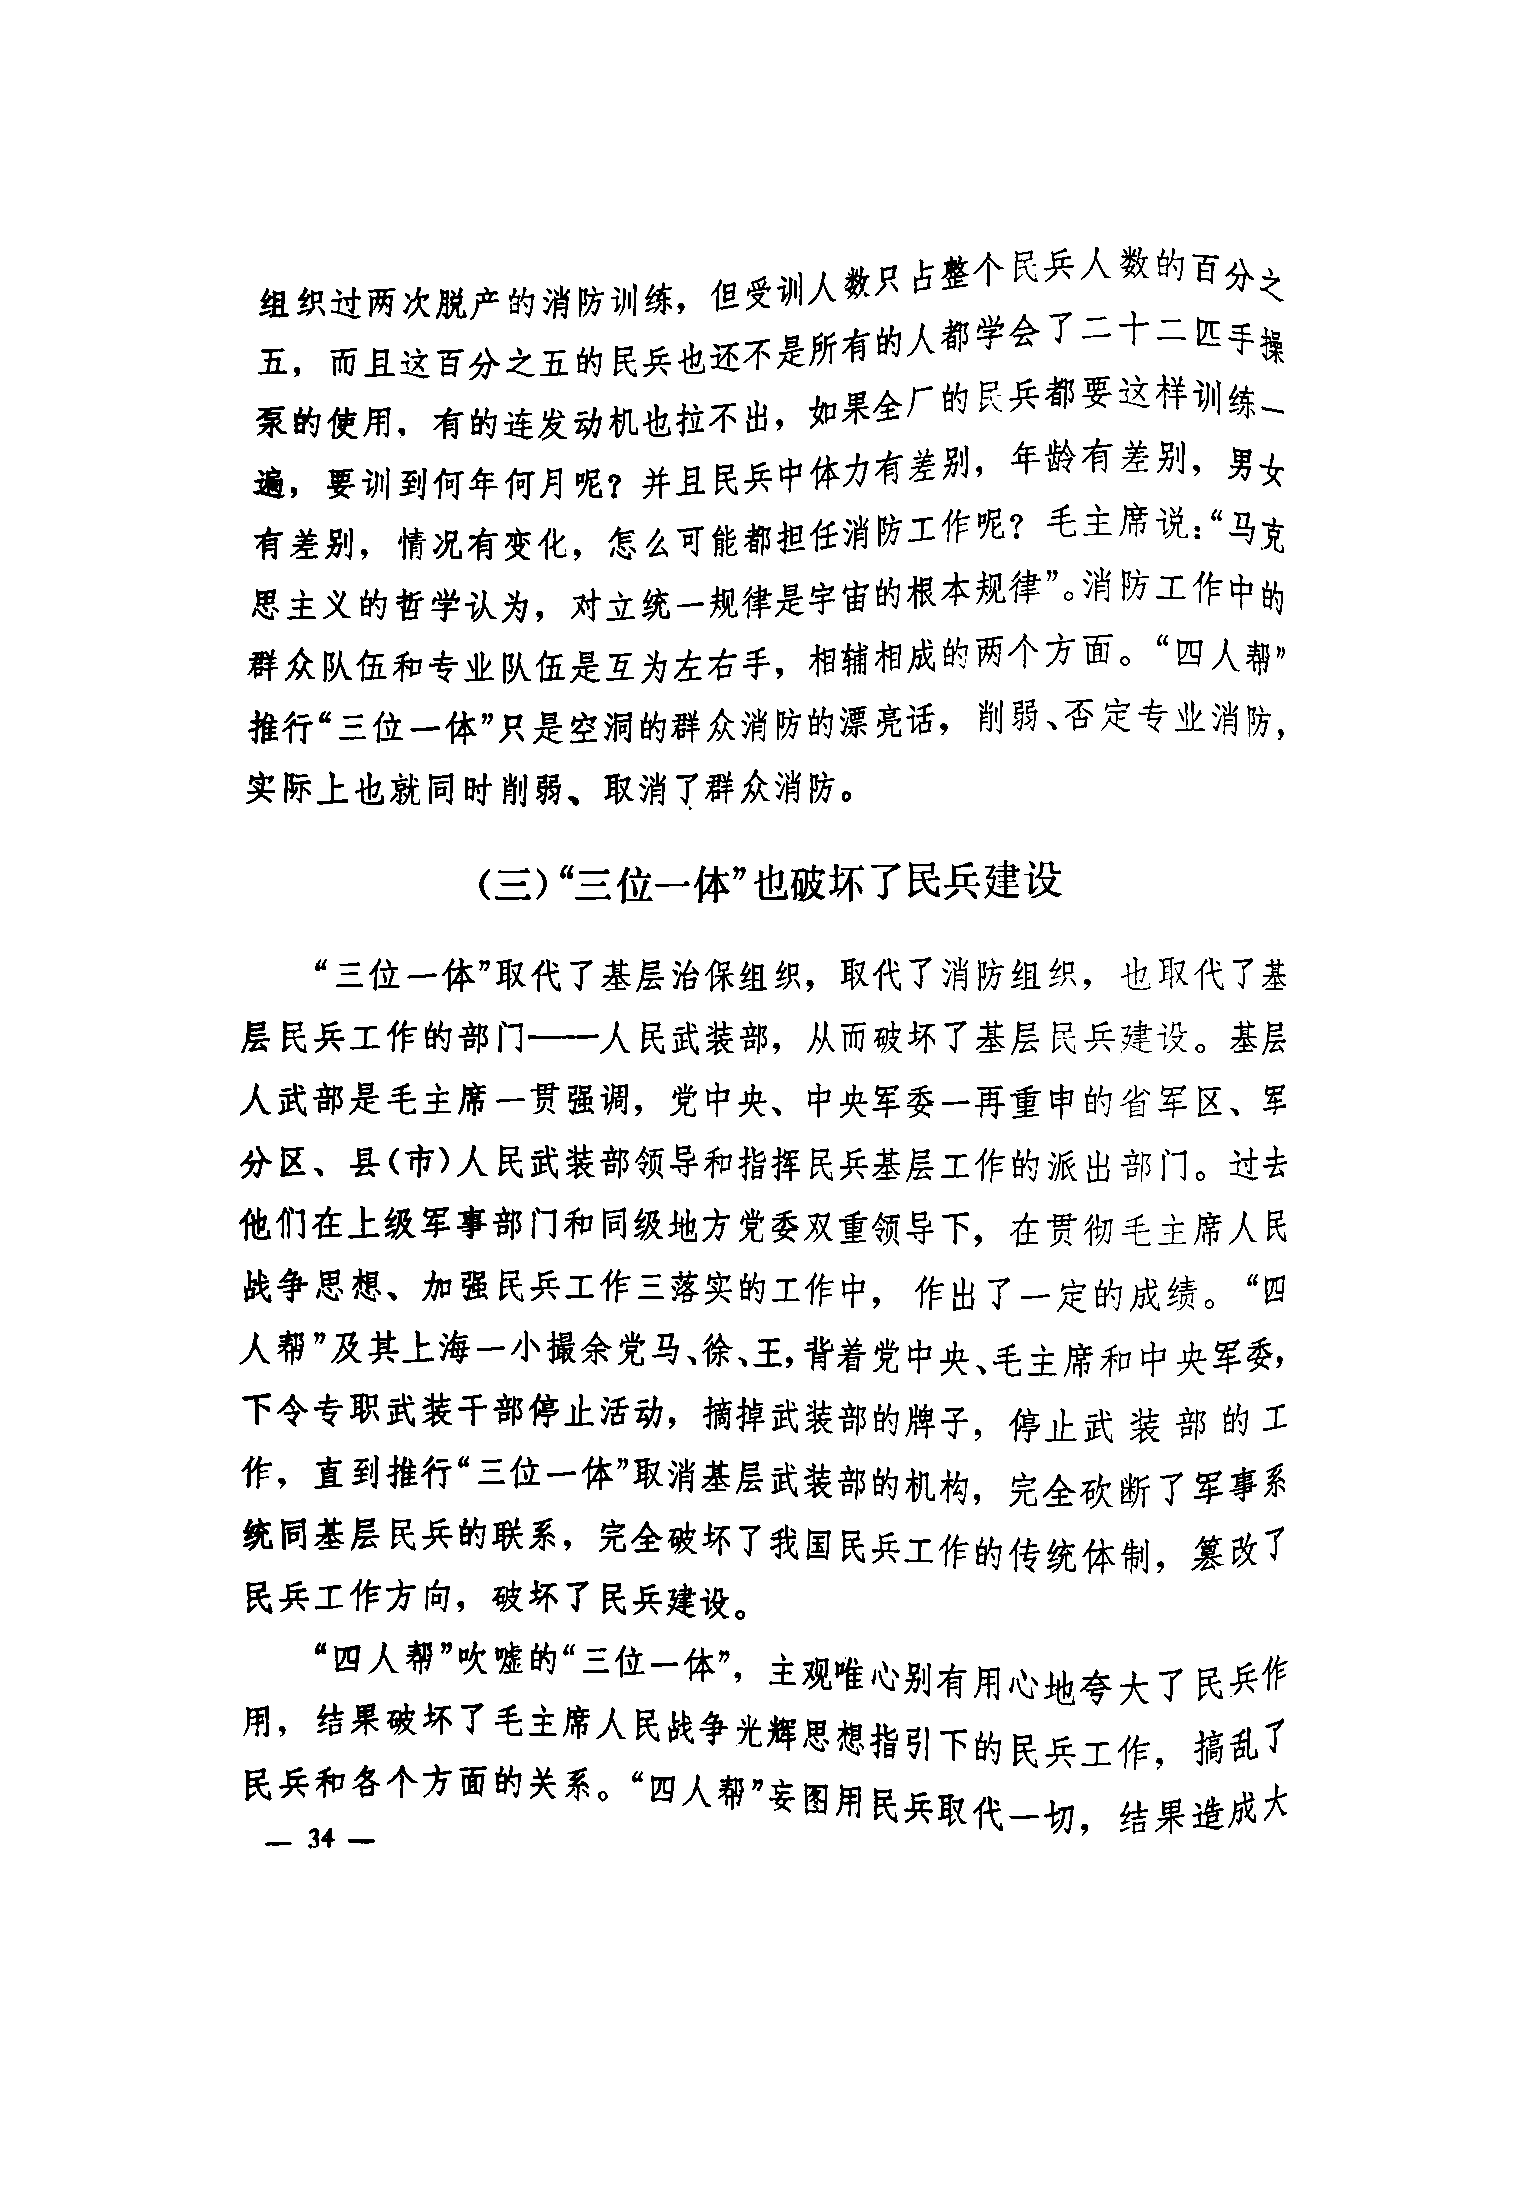 组织过两次脱产的消防训练，但受训人数只占整个民兵人数的百分之
五，而且这百分之五的民兵也还不是所有的人都学会了二十二匹手操
泵的使用，有的连发动机也拉不出，如果全厂的民兵都要这样训练一
遍，要训到何年何月呢？并且民兵中体力有差别，年龄有差别，男女
有差别，情况有变化，怎么可能都担任消防工作呢？毛主席说：“马克
思主义的哲学认为，对立统一规律是宇宙的根本规律”。消防工作中的
群众队伍和专业队伍是互为左右手，相辅相成的两个方面。“四人帮”
推行“三位一体”只是空洞的群众消防的漂亮话，削弱、否定专业消防，
实际上也就同时削弱、取消了群众消防。
（三）“三位一体”也破坏了民兵建设
“三位一体”取代了基层治保组织，取代了消防组织，也取代了基
层民兵工作的部门——人民武装部，从而破坏了基层民兵建设。基层
人武部是毛主席一贯强调，党中央、中央军委一再重申的省军区、军
分区、县（市）人民武装部领导和指挥民兵基层工作的派出部门。过去
他们在上级军事部门和同级地方党委双重领导下，在贯彻毛主席人民
战争思想、加强民兵工作三落实的工作中，作出了一定的成绩。“四
人帮”及其上海一小撮余党马、徐、王，背着党中央、毛主席和中央军委，
下令专职武装干部停止活动，摘掉武装部的牌子，停止武装部的工
作，直到推行“三位一体”取消基层武装部的机构，完全砍断了军事系
统同基层民兵的联系，完全破坏了我国民兵工作的传统体制，篡改了
民兵工作方向，破坏了民兵建设。
“四人帮”吹嘘的“三位一体”，主观唯心别有用心地夸大了民兵作
用，结果破坏了毛主席人民战争光辉思想指引下的民兵工作，搞乱了
民兵和各个方面的关系。“四人帮”妄图用民兵取代一切，结果造成大
— 34 —